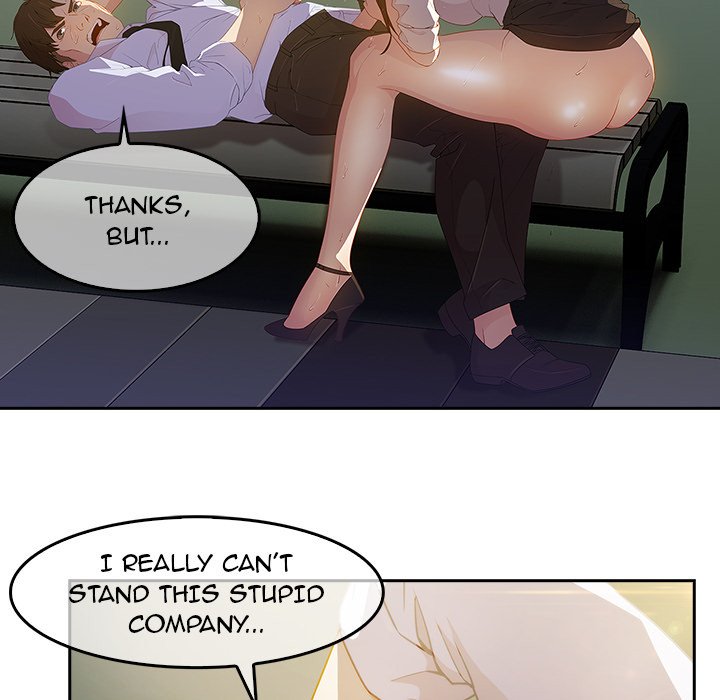 THANKS,
BUT...
I REALLY CAN'T
STAND THIS STUPID
COMPANY...